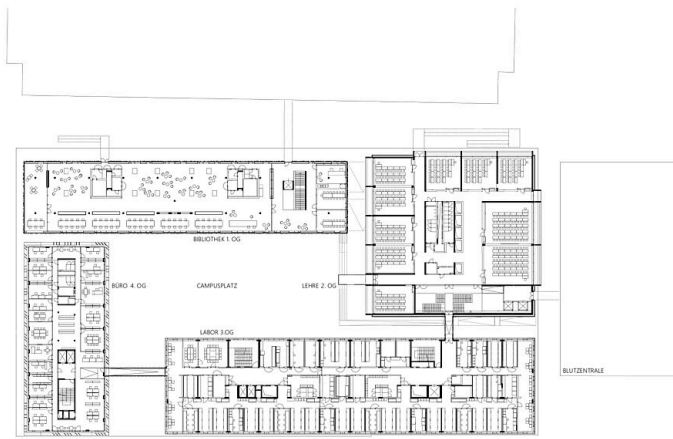 BIBLIOTHEK 1. OG
BÜRO 4. OG
CAMPUSPLATZ
LEHRE 2. OG
LABOR 3.OG
BLUTZENTRALE